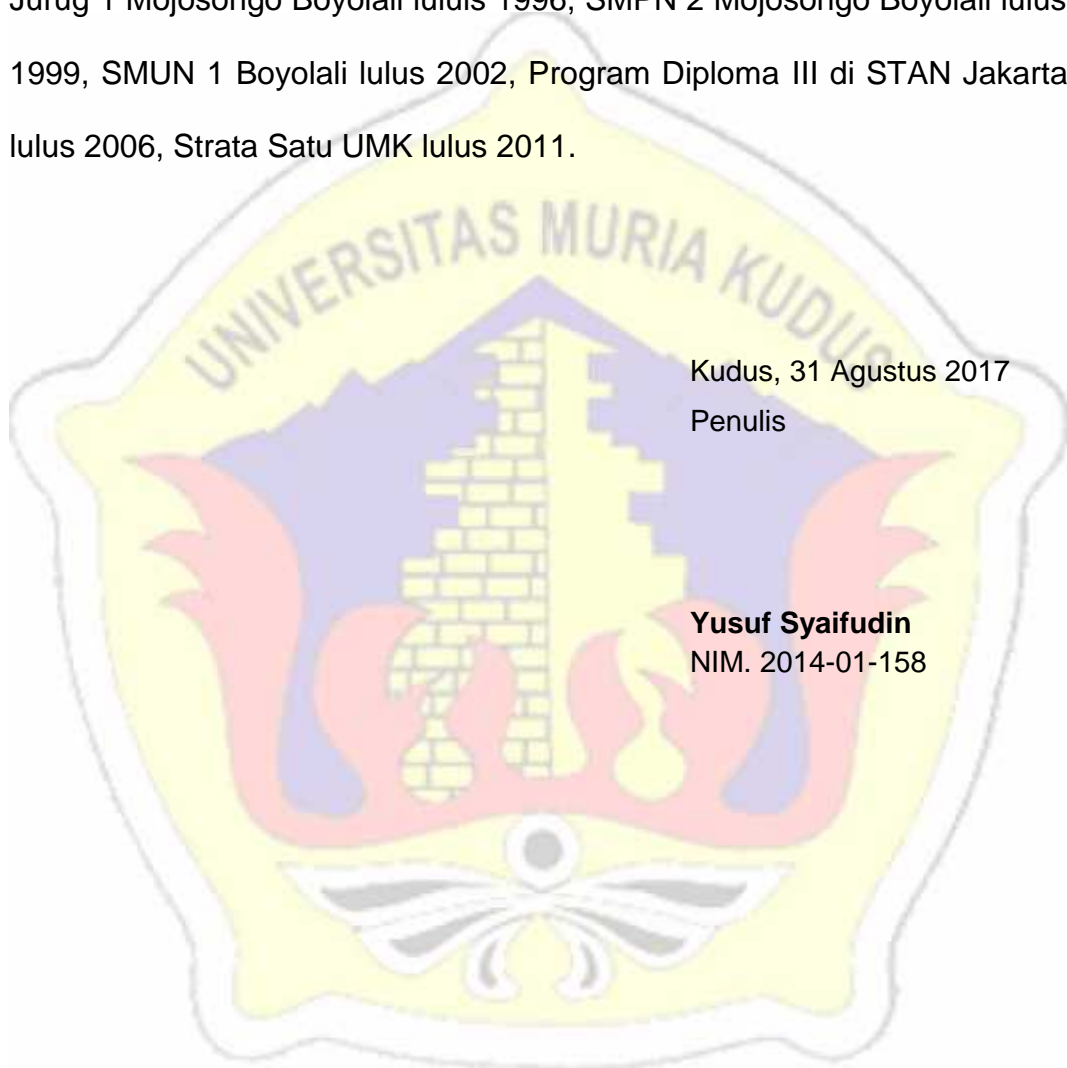 Jurug 1 Mojosongo Boyolali luluis 1996, SMPN 2 Mojosongo Boyolali lulus
1999, SMUN 1 Boyolali lulus 2002, Program Diploma III di STAN Jakarta
lulus 2006, Strata Satu UMK lulus 2011.
UNIVERSITAS MURIA KUDUS
Kudus, 31 Agustus 2017
Penulis
Yusuf Syaifudin
NIM. 2014-01-158